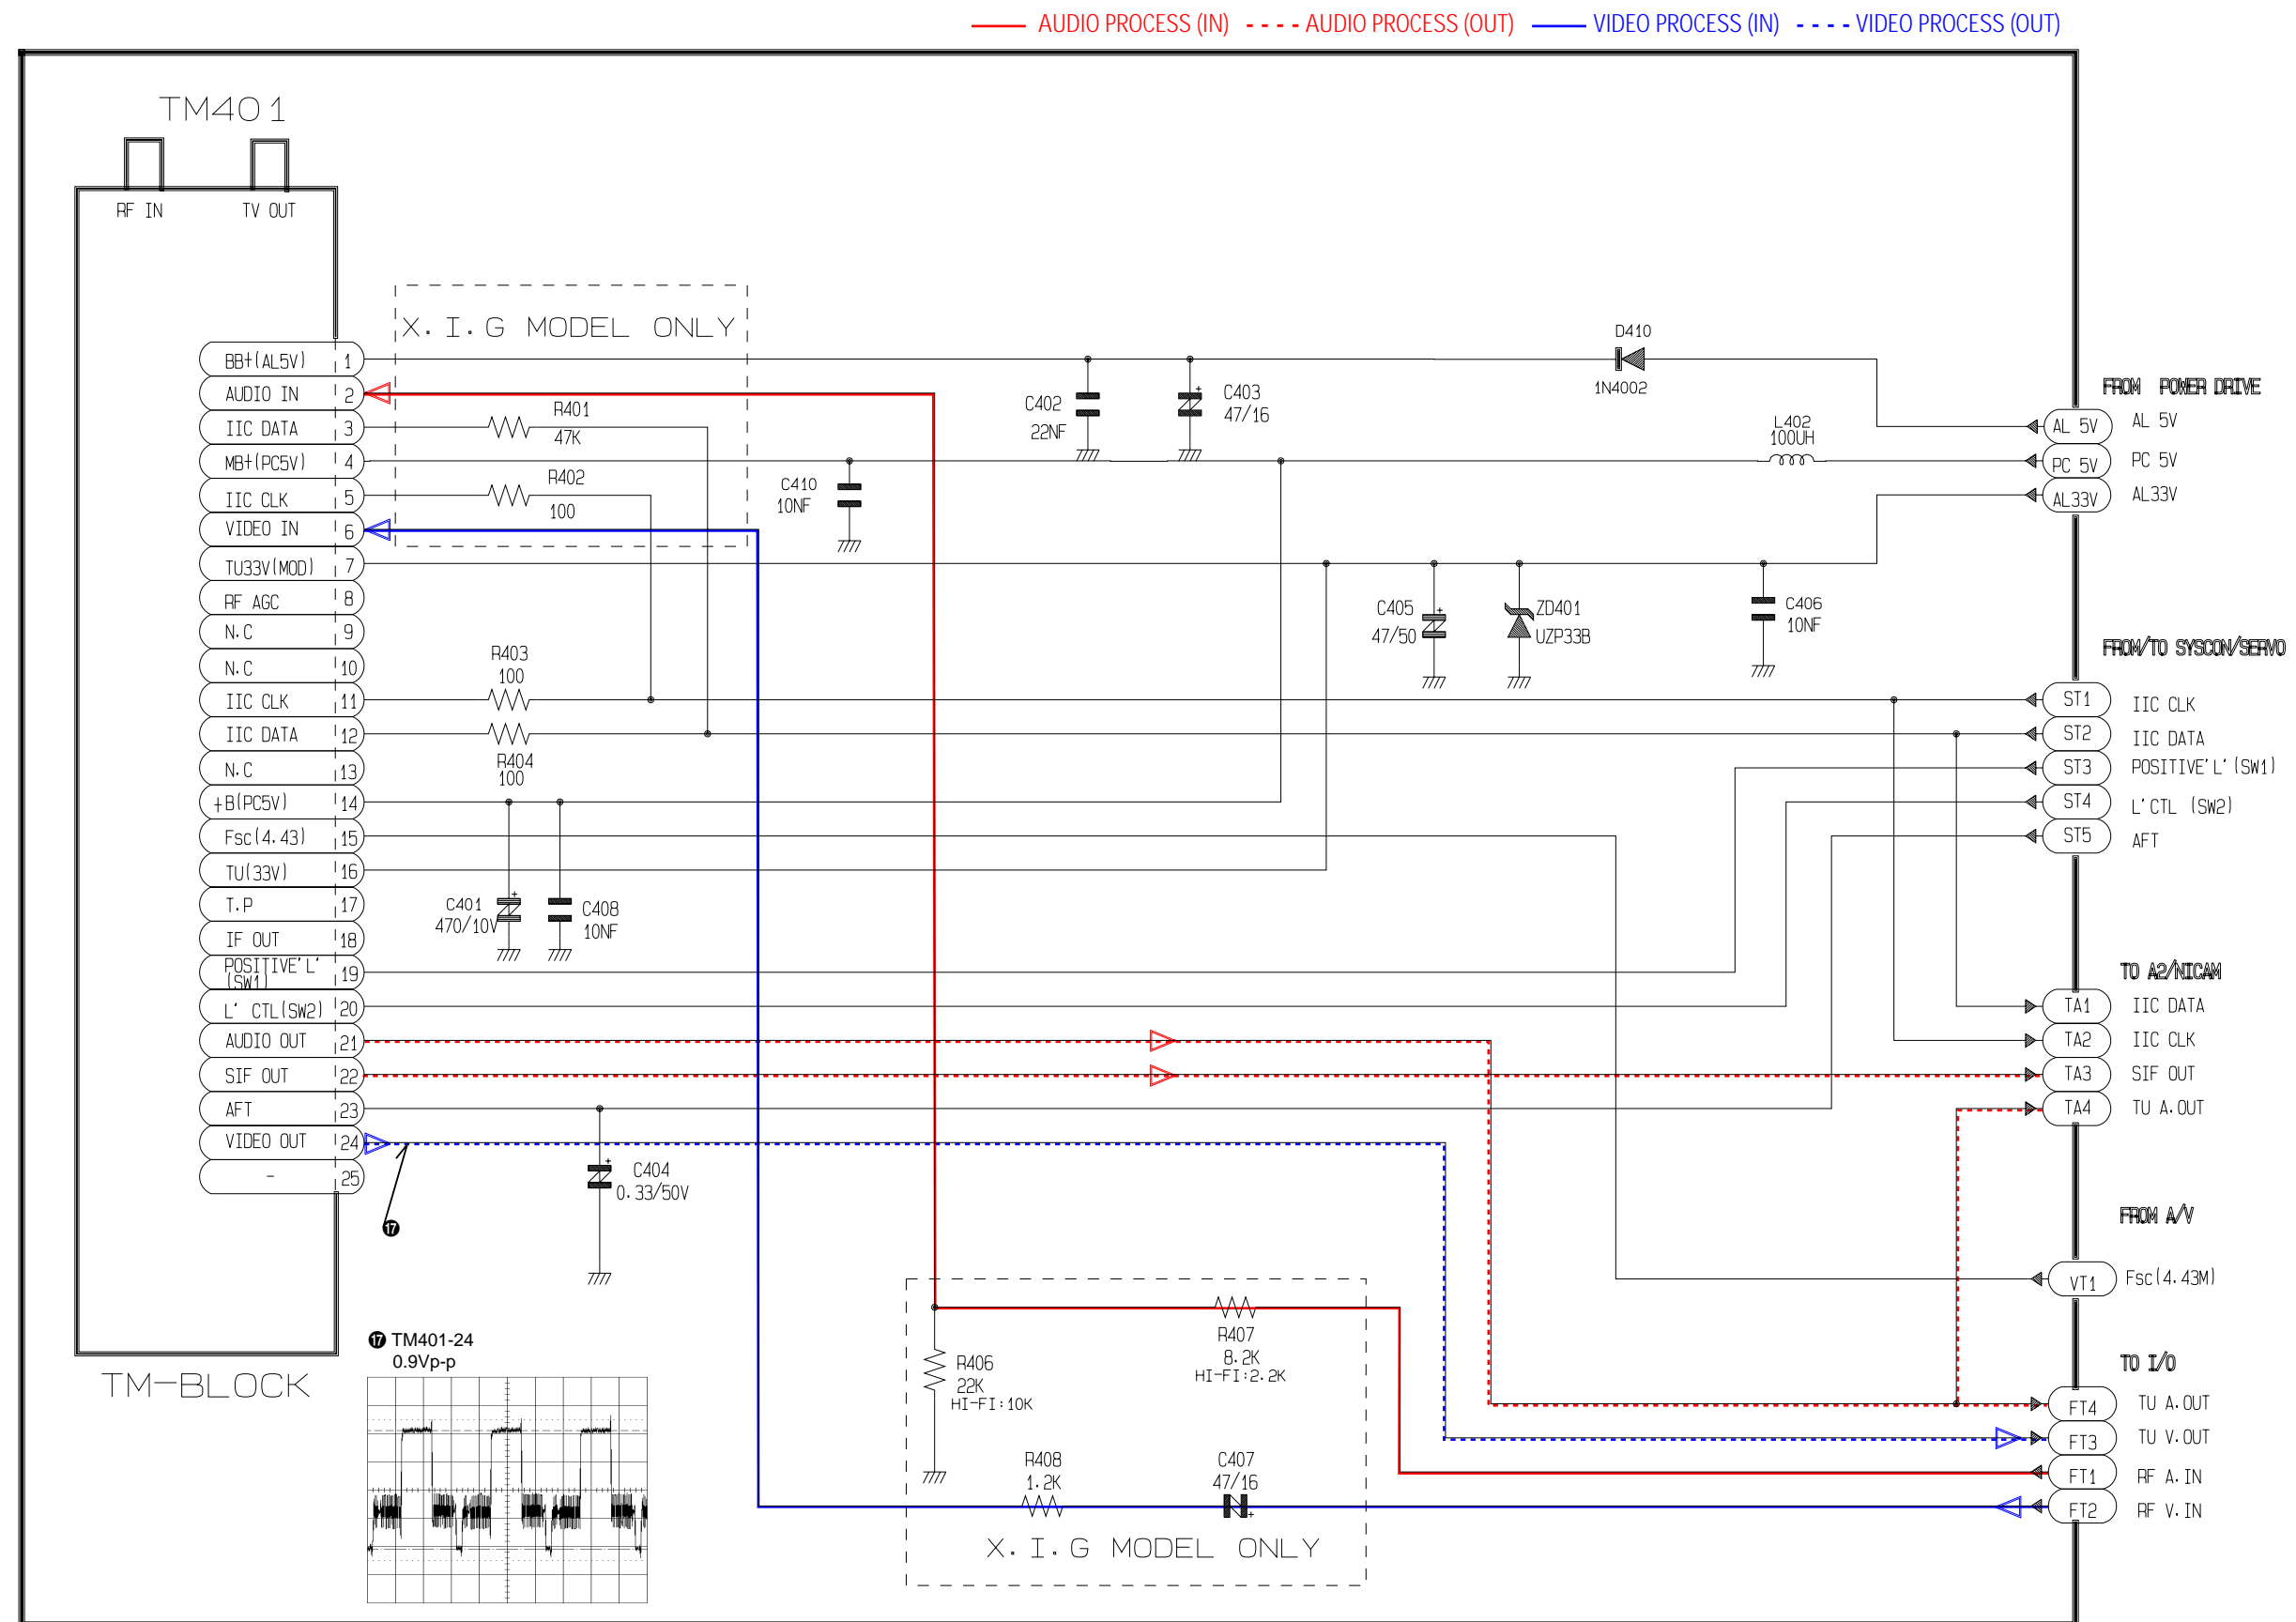 AUDIO PROCESS (IN) AUDIO PROCESS (OUT) VIDEO PROCESS (IN) VIDEO PROCESS (OUT)
TM401
RF IN TV OUT
X.I.G MODEL ONLY
BB+(AL5V) 1
AUDIO IN 2
IIC DATA 3
MB+(PC5V) 4
IIC CLK 5
VIDEO IN 6
TU33V(MOD) 7
RF AGC 8
N.C 9
N.C 10
IIC CLK 11
IIC DATA 12
N.C 13
+B(PC5V) 14
Fsc(4.43) 15
TU(33V) 16
T.P 17
IF OUT 18
POSITIVE'L'
(SW1) 19
L' CTL(SW2) 20
AUDIO OUT 21
SIF OUT 22
AFT 23
VIDEO OUT 24
- 25
TM-BLOCK
R401
47K
R402
100
R403
100
R404
100
C401
470/10V
C408
10NF
C404
0.33/50V
C410
10NF
C402
22NF
C403
47/16
D410
1N4002
L402
100UH
C405
47/50
ZD401
UZP33B
C406
10NF
17
17 TM401-24
0.9Vp-p
R406
22K
HI-FI:10K
R407
8.2K
HI-FI:2.2K
R408
1.2K
C407
47/16
X.I.G MODEL ONLY
FROM POWER DRIVE
AL 5V AL 5V
PC 5V PC 5V
AL33V AL33V
FROM/TO SYSCON/SERVO
ST1 IIC CLK
ST2 IIC DATA
ST3 POSITIVE'L'(SW1)
ST4 L'CTL (SW2)
ST5 AFT
TO A2/NICAM
TA1 IIC DATA
TA2 IIC CLK
TA3 SIF OUT
TA4 TU A.OUT
FROM A/V
VT1 Fsc(4.43M)
TO I/O
FT4 TU A.OUT
FT3 TU V.OUT
FT1 RF A.IN
FT2 RF V.IN